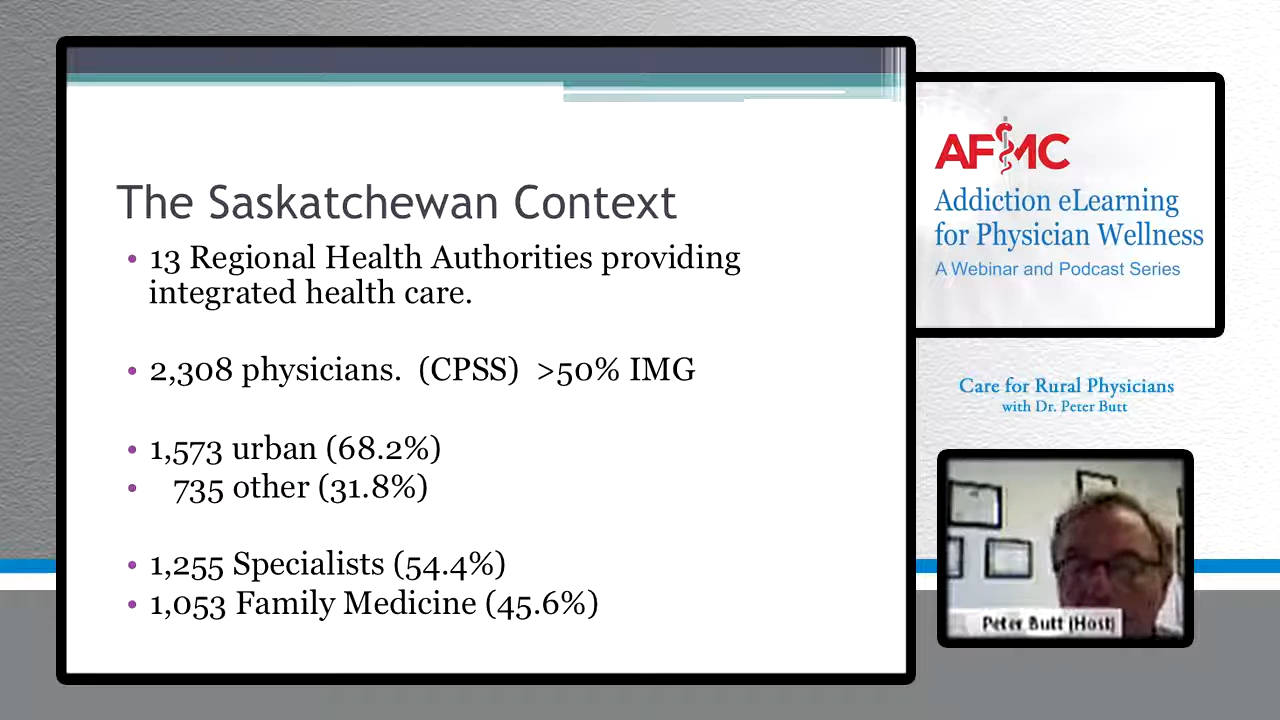 The Saskatchewan Context
• 13 Regional Health Authorities providing
integrated health care.
• 2,308 physicians.  (CPSS)  >50% IMG
• 1,573 urban (68.2%)
• 735 other (31.8%)
• 1,255 Specialists (54.4%)
• 1,053 Family Medicine (45.6%)
AFMC
Addiction eLearning
for Physician Wellness
A Webinar and Podcast Series
Care for Rural Physicians
with Dr. Peter Butt
Peter Butt (Host)